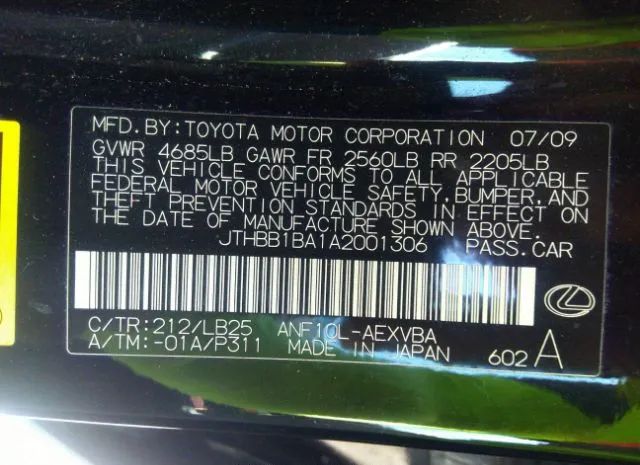 MFD.BY:TOYOTA MOTOR CORPORATION 07/09
GVWR 4685LB GAWR FR 2560LB RR 2205LB
THIS VEHICLE CONFORMS TO ALL APPLICABLE
FEDERAL MOTOR VEHICLE SAFETY,BUMPER,AND
THEFT PREVENTION STANDARDS IN EFFECT ON
THE DATE OF MANUFACTURE SHOWN ABOVE.
JTHBB1BA1A2001306 PASS.CAR
C/TR:212/LB25 ANF10L-AEXVBA
A/TM:-01A/P311 MADE IN JAPAN 602 A